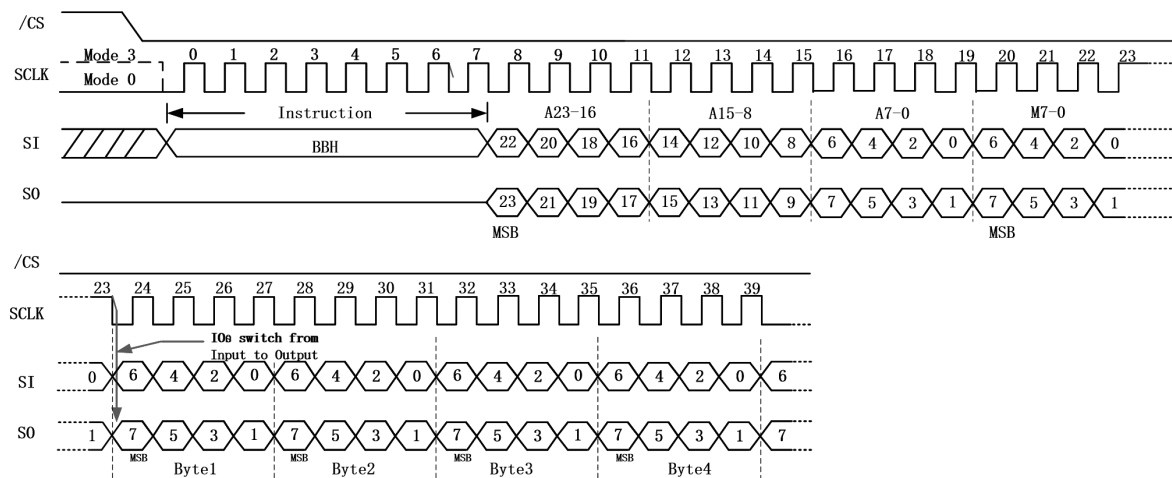 /CS
Mode 3 0 1 2 3 4 5 6 7 8 9 10 11 12 13 14 15 16 17 18 19 20 21 22 23
SCLK Mode 0
Instruction A23-16 A15-8 A7-0 M7-0
SI BBH 22 20 18 16 14 12 10 8 6 4 2 0 6 4 2 0
SO 23 21 19 17 15 13 11 9 7 5 3 1 7 5 3 1
MSB MSB
/CS
23 24 25 26 27 28 29 30 31 32 33 34 35 36 37 38 39
SCLK
IOs switch from
Input to Output
SI 0 6 4 2 0 6 4 2 0 6 4 2 0 6 4 2 0 6
SO 1 7 5 3 1 7 5 3 1 7 5 3 1 7 5 3 1 7
MSB MSB MSB MSB
Byte1 Byte2 Byte3 Byte4